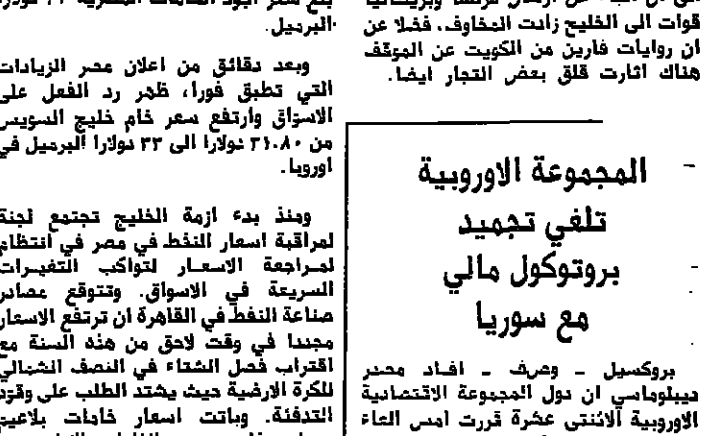 قوات الى الخليج زادت المخاوف، فضلا عن
ان روايات فارين من الكويت عن الموقف
هناك اثارت قلق بعض التجار ايضا.
المجموعة الاوروبية
تلغي تجميد
بروتوكول مالي
مع سوريا
بروكسيل - وصف - افاد مصدر
ديبلوماسي ان دول المجموعة الاقتصادية
الاوروبية الاثنتي عشرة قررت امس الغاء
البرميل.
وبعد دقائق من اعلان مصر الزيادات
التي تطبق فورا، ظهر رد الفعل على
الاسواق وارتفع سعر خام خليج السويس
من ٣١.٨٠ دولارا الى ٣٣ دولارا البرميل في
اوروبا.
ومنذ بدء ازمة الخليج تجتمع لجنة
مراقبة اسعار النفط في مصر في انتظام
لمراجعة الاسعار لتواكب التغيرات
السريعة في الاسواق. وتتوقع مصادر
صناعة النفط في القاهرة ان ترتفع الاسعار
مجددا في وقت لاحق من هذه السنة مع
اقتراب فصل الشتاء في النصف الشمالي
للكرة الارضية حيث يشتد الطلب على وقود
التدفئة. وباتت اسعار خامات بلاعيم